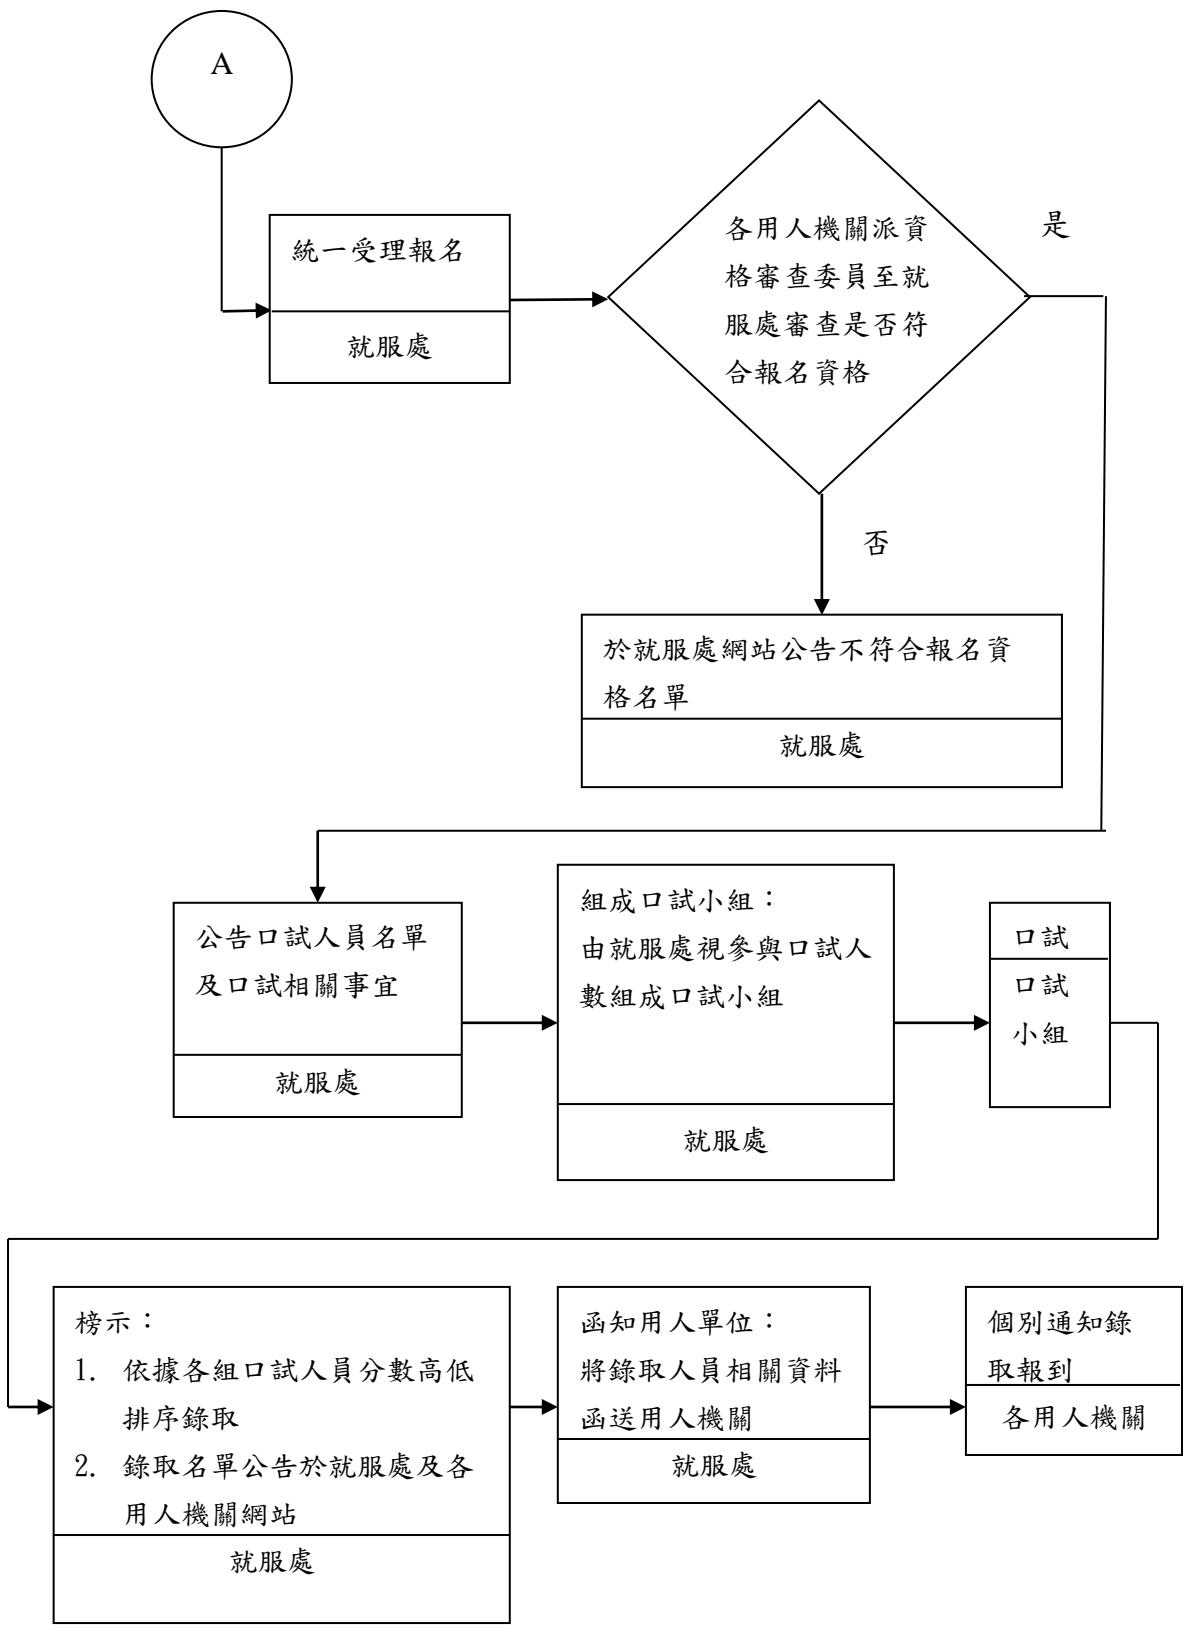 A
統一受理報名
就服處
各用人機關派資
格審查委員至就
服處審查是否符
合報名資格
是
否
於就服處網站公告不符合報名資
格名單
就服處
公告口試人員名單
及口試相關事宜
就服處
組成口試小組：
由就服處視參與口試人
數組成口試小組
就服處
口試
口試
小組
榜示：
1. 依據各組口試人員分數高低
排序錄取
2. 錄取名單公告於就服處及各
用人機關網站
就服處
函知用人單位：
將錄取人員相關資料
函送用人機關
就服處
個別通知錄
取報到
各用人機關